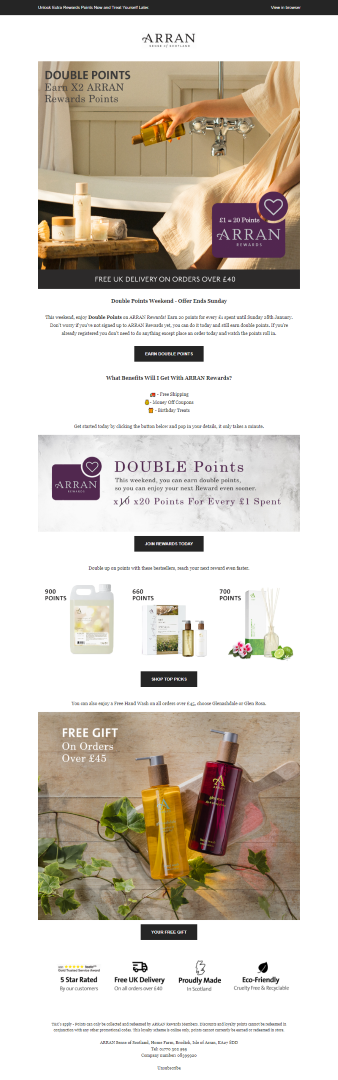 Unlock Extra Rewards Points Now and Treat Yourself Later
View in browser
ARRAN
SENSE OF SCOTLAND
DOUBLE POINTS
Earn X2 ARRAN
Rewards Points
£1 = 20 Points
ARRAN
REWARDS
FREE UK DELIVERY ON ORDERS OVER £40
Double Points Weekend - Offer Ends Sunday
This weekend, enjoy Double Points on ARRAN Rewards! Earn 20 points for every £1 spent until Sunday 28th January.
Don't worry if you're not signed up to ARRAN Rewards yet, you can do it today and still earn double points. If you're
already registered you don't need to do anything except place an order today and watch the points roll in.
EARN DOUBLE POINTS
What Benefits Will I Get With ARRAN Rewards?
- Free Shipping
- Money Off Coupons
- Birthday Treats
Get started today by clicking the button below and pop in your details, it only takes a minute.
ARRAN
REWARDS
DOUBLE Points
This weekend, you can earn double points,
so you can enjoy your next Reward even sooner.
x10 x20 Points For Every £1 Spent
JOIN REWARDS TODAY
Double up on points with these bestsellers, reach your next reward even faster.
900 POINTS
660 POINTS
700 POINTS
SHOP TOP PICKS
You can also enjoy a Free Hand Wash on all orders over £45, choose Glenashdale or Glen Rosa.
FREE GIFT
On Orders
Over £45
ARRAN
ARRAN
YOUR FREE GIFT
Gold Trusted Service Award
5 Star Rated
By our customers
Free UK Delivery
On all orders over £40
Proudly Made
In Scotland
Eco-Friendly
Cruelty Free & Recyclable
T&C's apply - Points can only be collected and redeemed by ARRAN Rewards Members. Discounts and loyalty points cannot be redeemed in
conjunction with any other promotional codes. This loyalty scheme is online only, points cannot currently be earned or redeemed in store.
ARRAN Sense of Scotland, Home Farm, Brodick, Isle of Arran, KA27 8DD
Unsubscribe